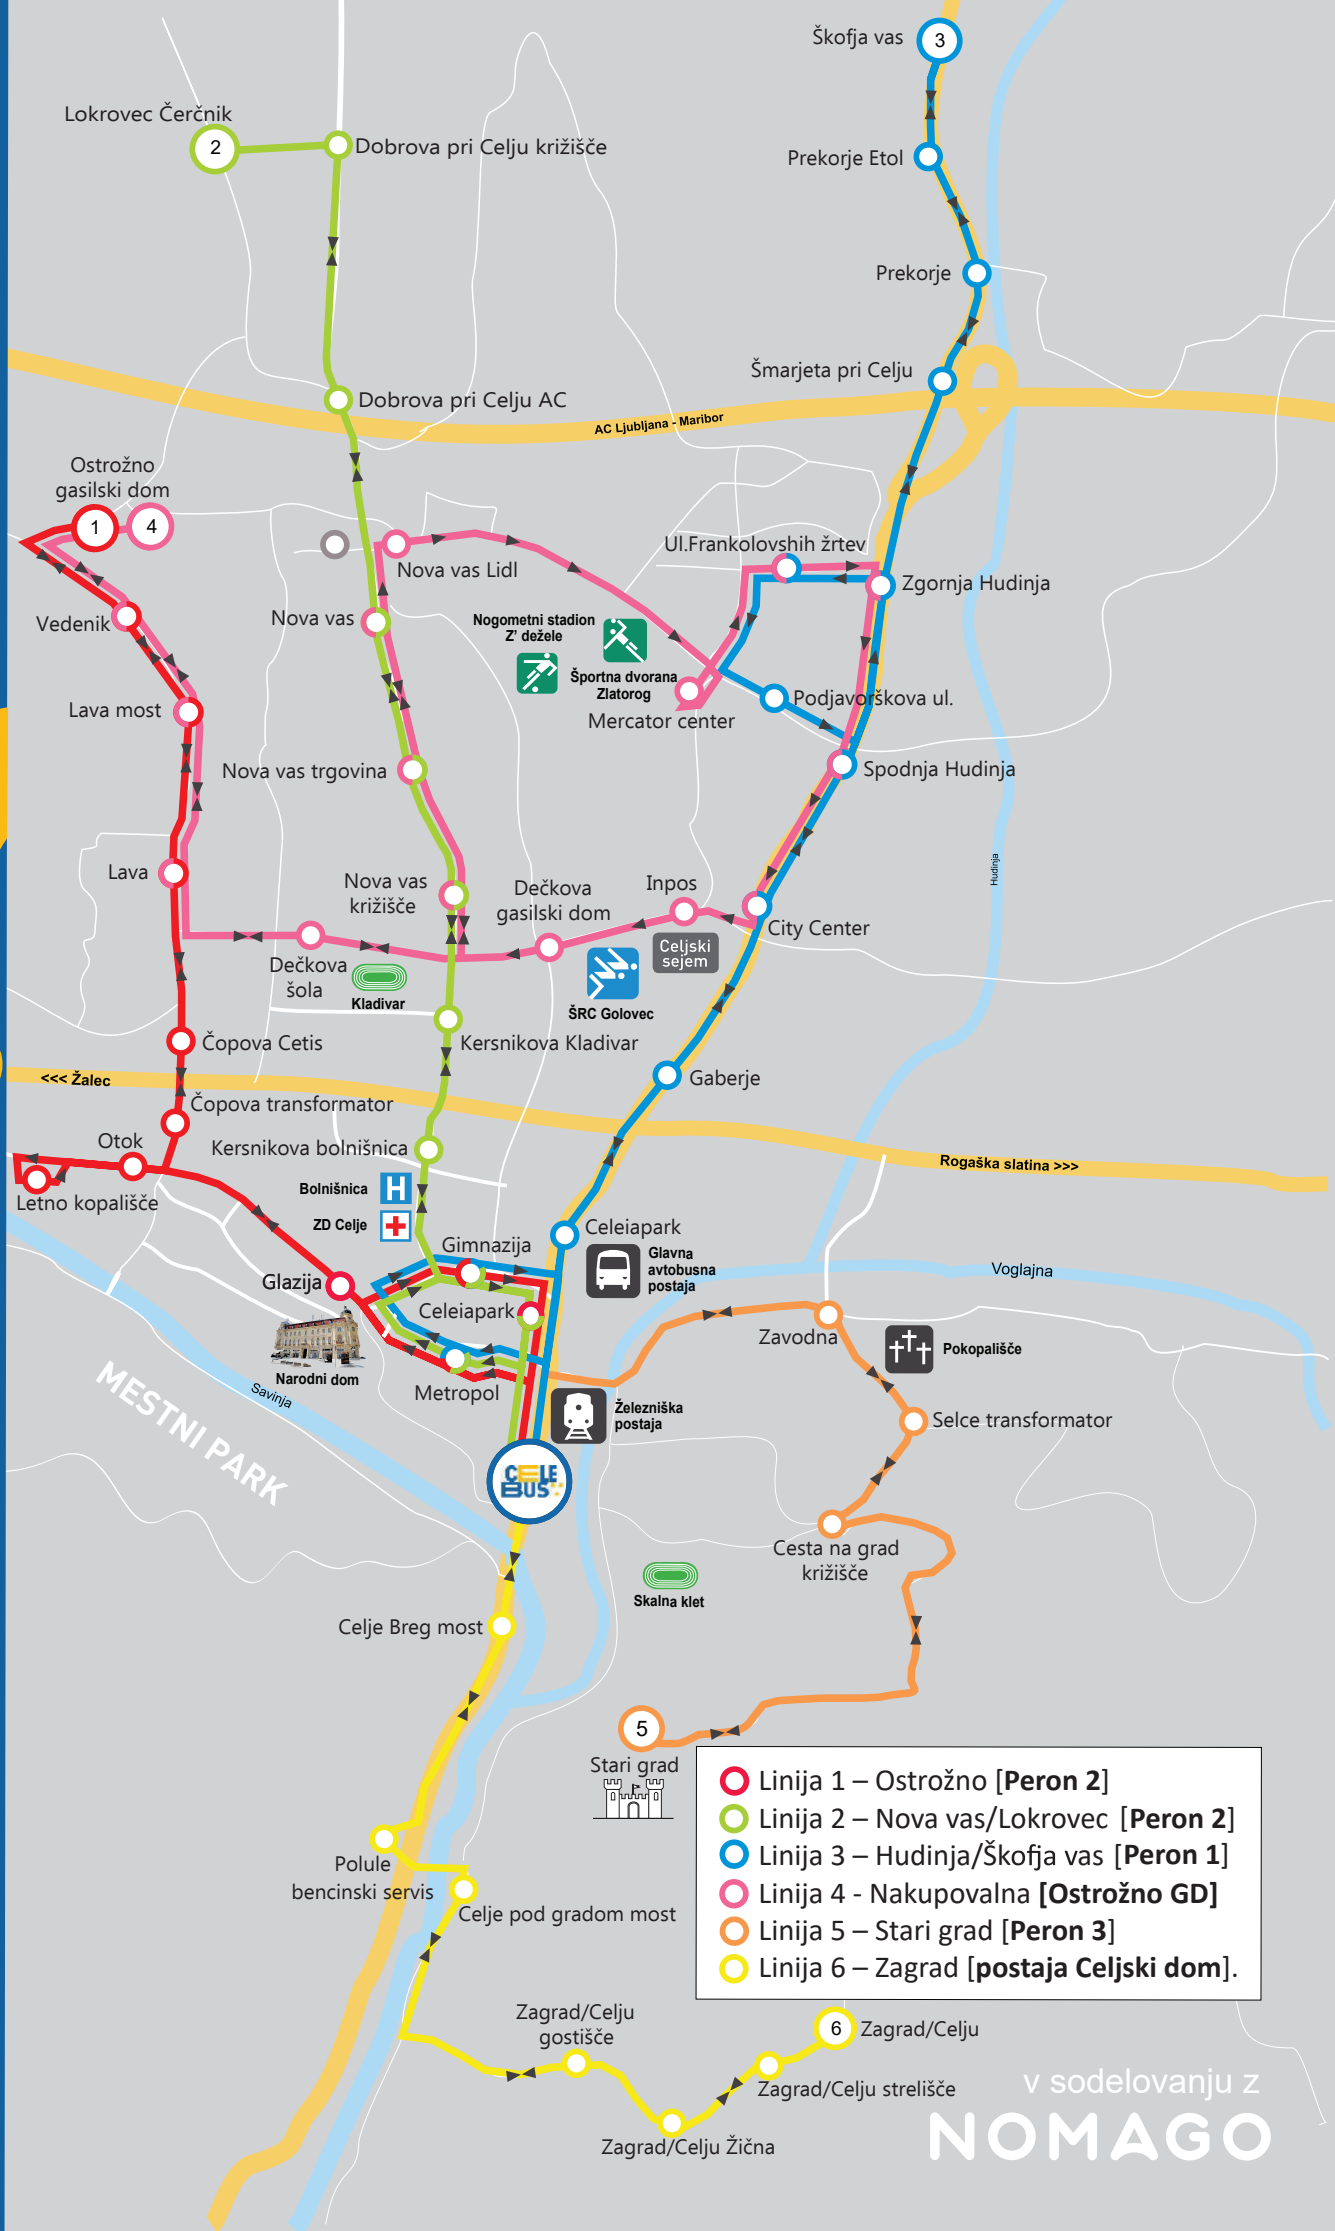 Škofja vas
3
Lokrovec Čerčnik
2
Dobrova pri Celju križišče
Prekorje Etol
Prekorje
Šmarjeta pri Celju
Dobrova pri Celju AC
AC Ljubljana - Maribor
Ostrožno
gasilski dom
1
4
Ul.Frankolovshih žrtev
Nova vas Lidl
Zgornja Hudinja
Vedenik
Nova vas
Nogometni stadion
Z' dežele
Športna dvorana
Zlatorog
Mercator center
Podjavorškova ul.
Lava most
Nova vas trgovina
Spodnja Hudinja
Hudinja
Lava
Nova vas
križišče
Dečkova
gasilski dom
Inpos
City Center
Celjski
sejem
Dečkova
šola
Kladivar
ŠRC Golovec
Čopova Cetis
Kersnikova Kladivar
<<< Žalec
Gaberje
Čopova transformator
Otok
Kersnikova bolnišnica
Rogaška slatina >>>
Letno kopališče
Bolnišnica
H
ZD Celje
Celeiapark
Gimnazija
Glavna
avtobusna
postaja
Voglajna
Glazija
Celeiapark
Zavodna
Pokopališče
Narodni dom
Metropol
Savinja
MESTNI PARK
Železniška
postaja
Selce transformator
CELE
BUS
Cesta na grad
križišče
Skalna klet
Celje Breg most
5
Stari grad
Linija 1 – Ostrožno [Peron 2]
Linija 2 – Nova vas/Lokrovec [Peron 2]
Linija 3 – Hudinja/Škofja vas [Peron 1]
Linija 4 - Nakupovalna [Ostrožno GD]
Linija 5 – Stari grad [Peron 3]
Linija 6 – Zagrad [postaja Celjski dom].
Polule
bencinski servis
Celje pod gradom most
Zagrad/Celju
gostišče
6
Zagrad/Celju
Zagrad/Celju strelišče
Zagrad/Celju Žična
v sodelovanju z
NOMAGO